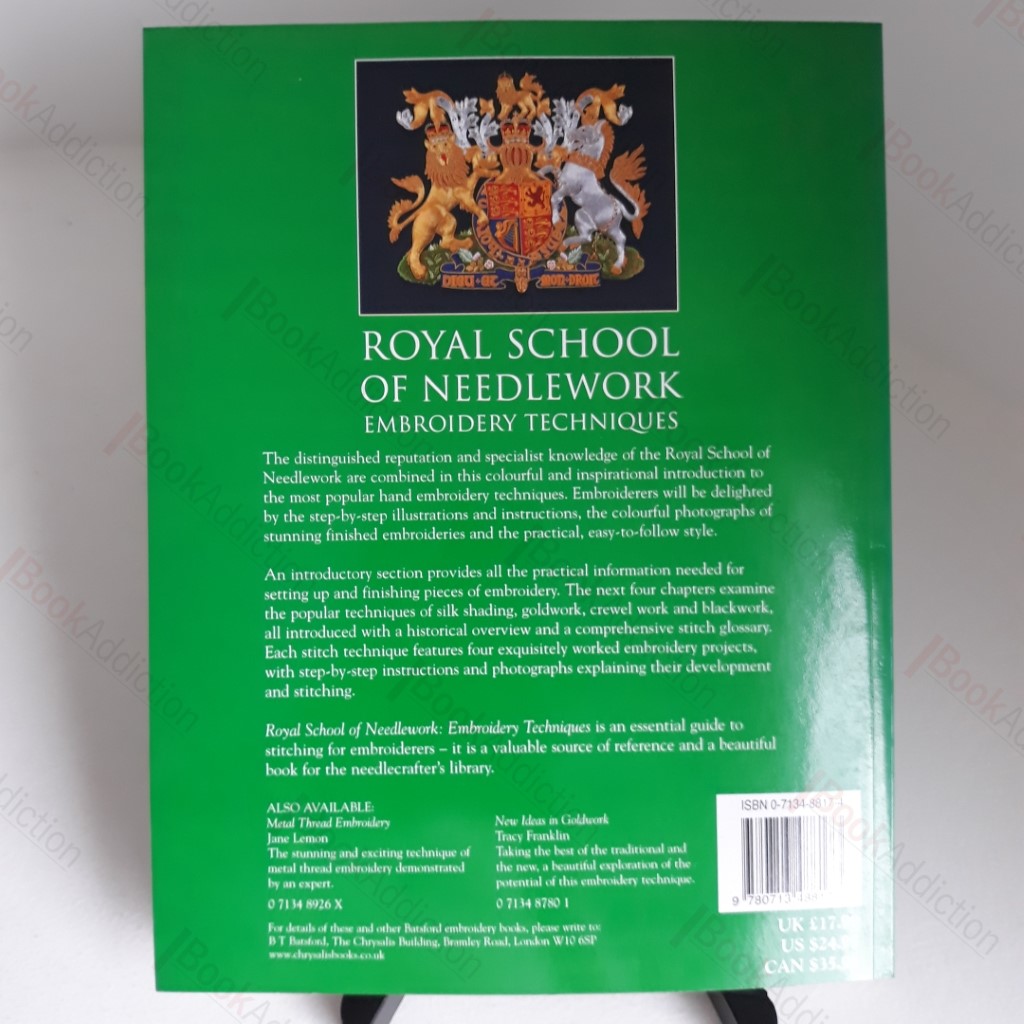 DIEU·ET MON·DROIT
ROYAL SCHOOL
OF NEEDLEWORK
EMBROIDERY TECHNIQUES
The distinguished reputation and specialist knowledge of the Royal School of
Needlework are combined in this colourful and inspirational introduction to
the most popular hand embroidery techniques. Embroiderers will be delighted
by the step-by-step illustrations and instructions, the colourful photographs of
stunning finished embroideries and the practical, easy-to-follow style.
An introductory section provides all the practical information needed for
setting up and finishing pieces of embroidery. The next four chapters examine
the popular techniques of silk shading, goldwork, crewel work and blackwork,
all introduced with a historical overview and a comprehensive stitch glossary.
Each stitch technique features four exquisitely worked embroidery projects,
with step-by-step instructions and photographs explaining their development
and stitching.
Royal School of Needlework: Embroidery Techniques is an essential guide to
stitching for embroiderers – it is a valuable source of reference and a beautiful
book for the needlecrafter's library.
ALSO AVAILABLE:
Metal Thread Embroidery
Jane Lemon
The stunning and exciting technique of
metal thread embroidery demonstrated
by an expert.
0 7134 8926 X
New Ideas in Goldwork
Tracy Franklin
Taking the best of the traditional and
the new, a beautiful exploration of the
potential of this embroidery technique.
0 7134 8780 1
For details of these and other Batsford embroidery books, please write to:
B T Batsford, The Chrysalis Building, Bramley Road, London W10 6SP
www.chrysalisbooks.co.uk
ISBN
9 780713
UK
US
CAN
BookAddiction